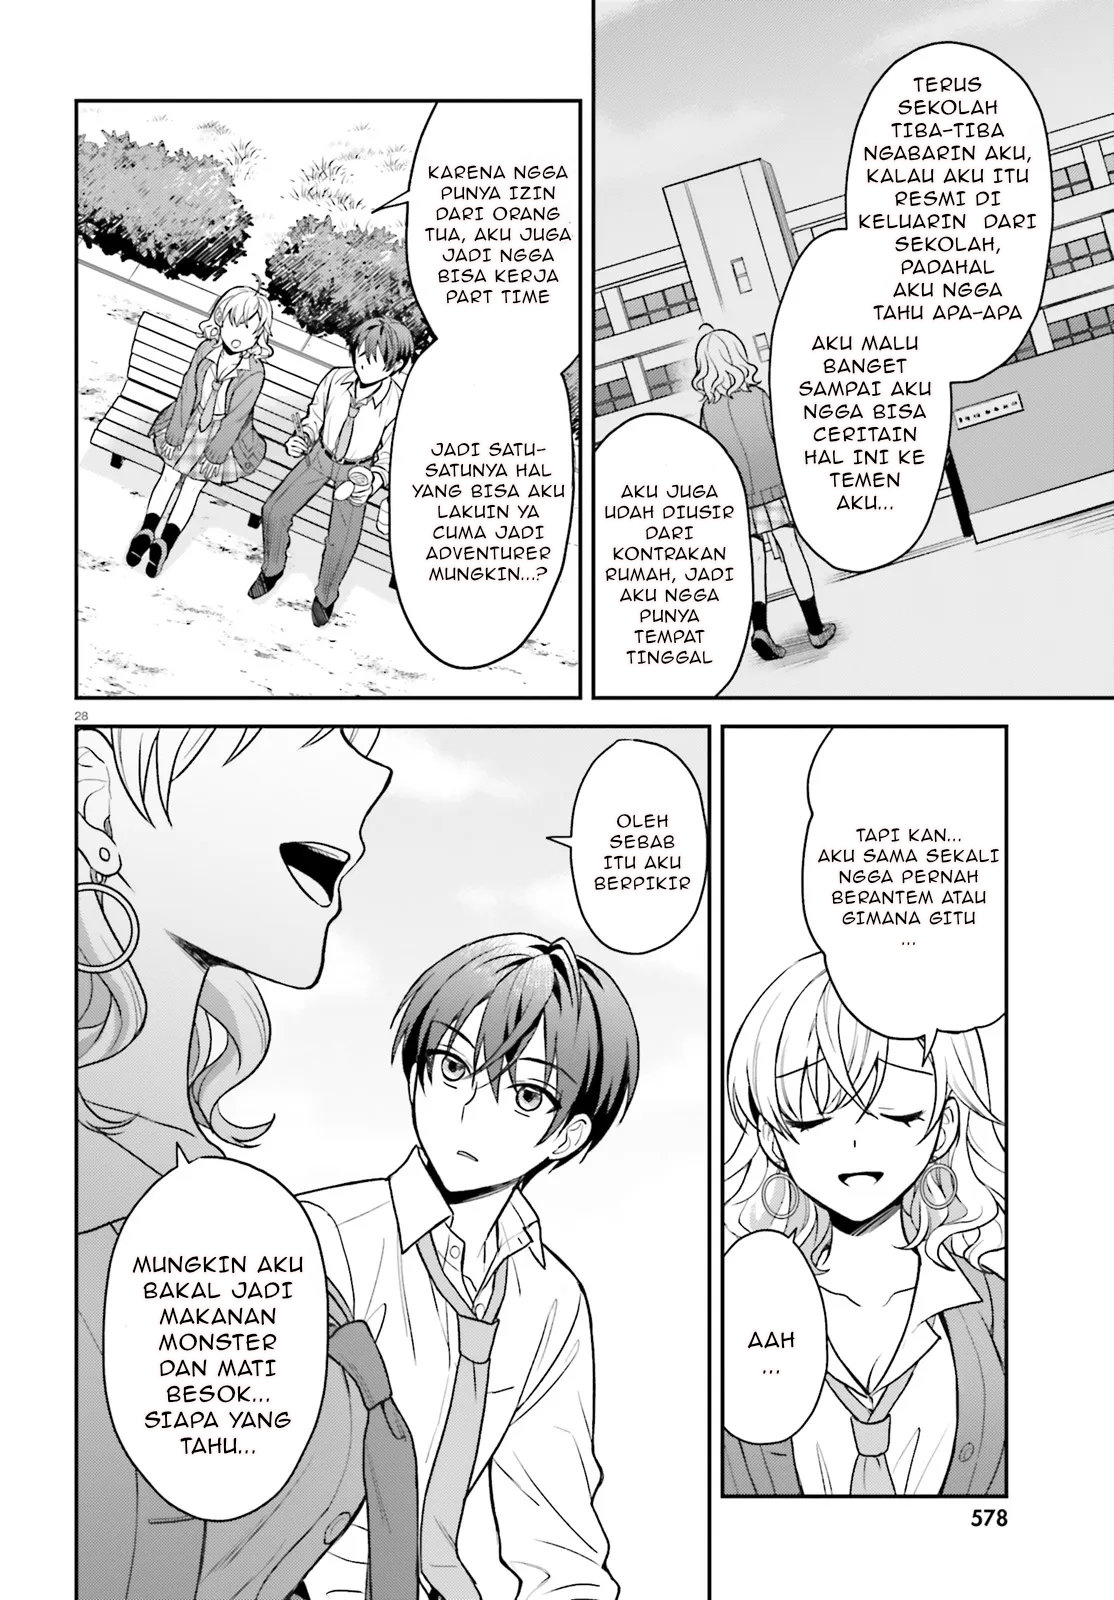 TERUS
SEKOLAH
TIBA-TIBA
NGABARIN AKU,
KALAU AKU ITU
RESMI DI
KELUARIN DARI
SEKOLAH,
PADAHAL
AKU NGGA
TAHU APA-APA
AKU MALU
BANGET
SAMPAI AKU
NGGA BISA
CERITAIN
HAL INI KE
TEMEN
AKU...
AKU JUGA
UDAH DIUSIR
DARI
KONTRAKAN
RUMAH, JADI
AKU NGGA
PUNYA
TEMPAT
TINGGAL
KARENA NGGA
PUNYA IZIN
DARI ORANG
TUA, AKU JUGA
JADI NGGA
BISA KERJA
PART TIME
JADI SATU-
SATUNYA HAL
YANG BISA AKU
LAKUIN YA
CUMA JADI
ADVENTURER
MUNGKIN...?
28
TAPI KAN...
AKU SAMA SEKALI
NGGA PERNAH
BERANTEM ATAU
GIMANA GITU
...
AAH
...
OLEH
SEBAB
ITU AKU
BERPIKIR
MUNGKIN AKU
BAKAL JADI
MAKANAN
MONSTER
DAN MATI
BESOK...
SIAPA YANG
TAHU...
578